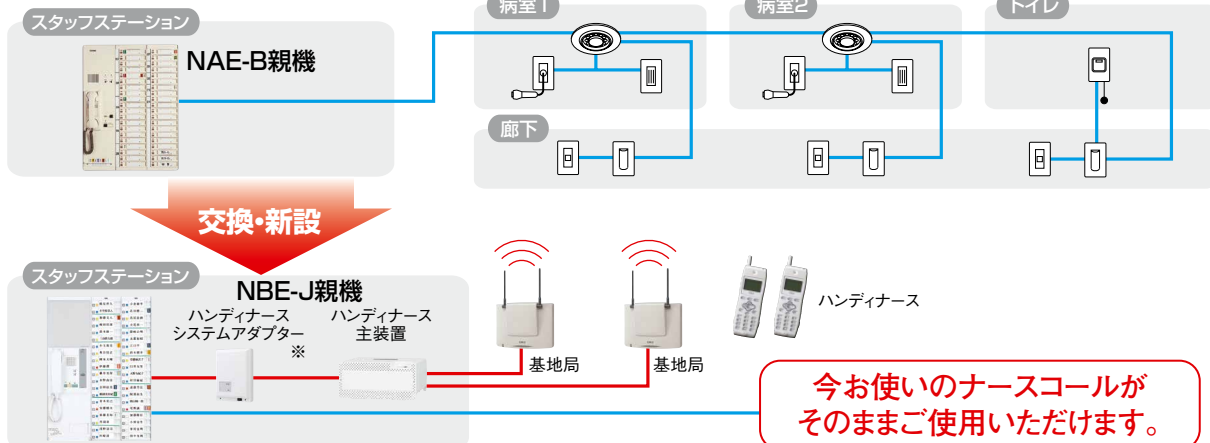 スタッフステーション
NAE-B親機
病室1
病室2
トイレ
廊下
交換・新設
スタッフステーション
NBE-J親機
ハンディナース
システムアダプター
※
ハンディナース
主装置
基地局
基地局
ハンディナース
今お使いのナースコールが
そのままご使用いただけます。